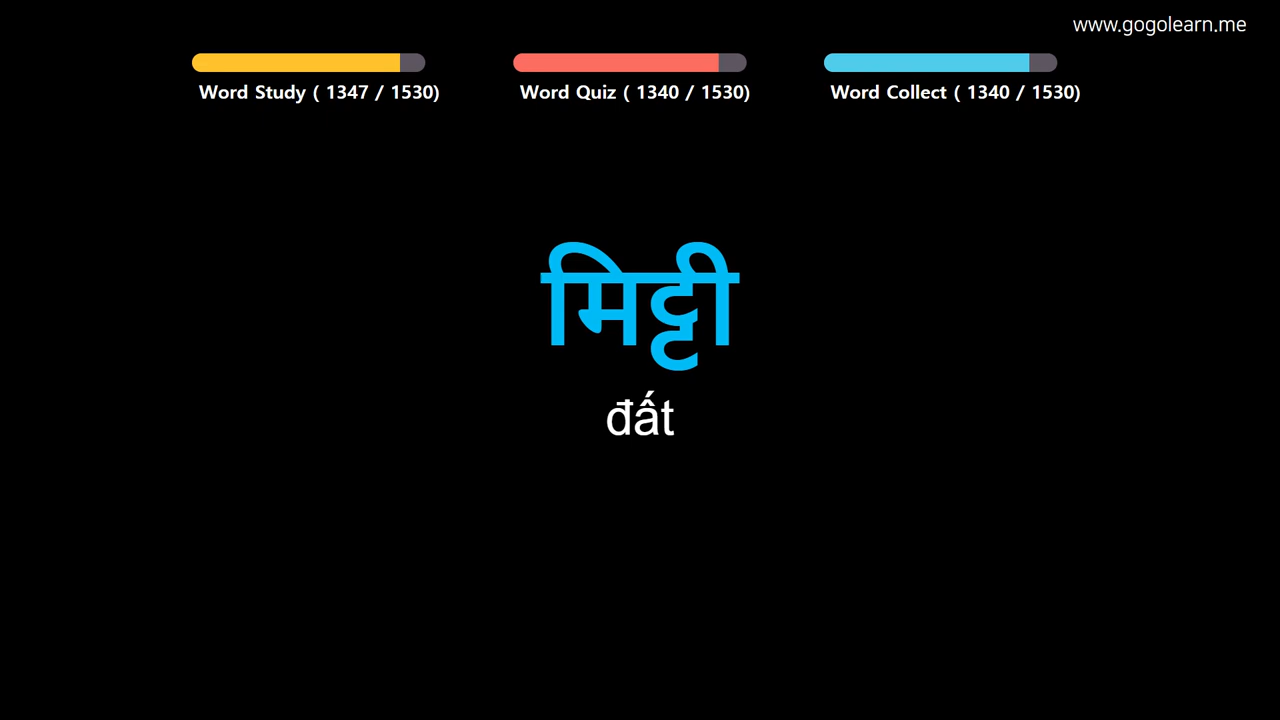 www.gogolearn.me
Word Study ( 1347 / 1530)
Word Quiz ( 1340 / 1530)
Word Collect ( 1340 / 1530)
मिट्टी
đất